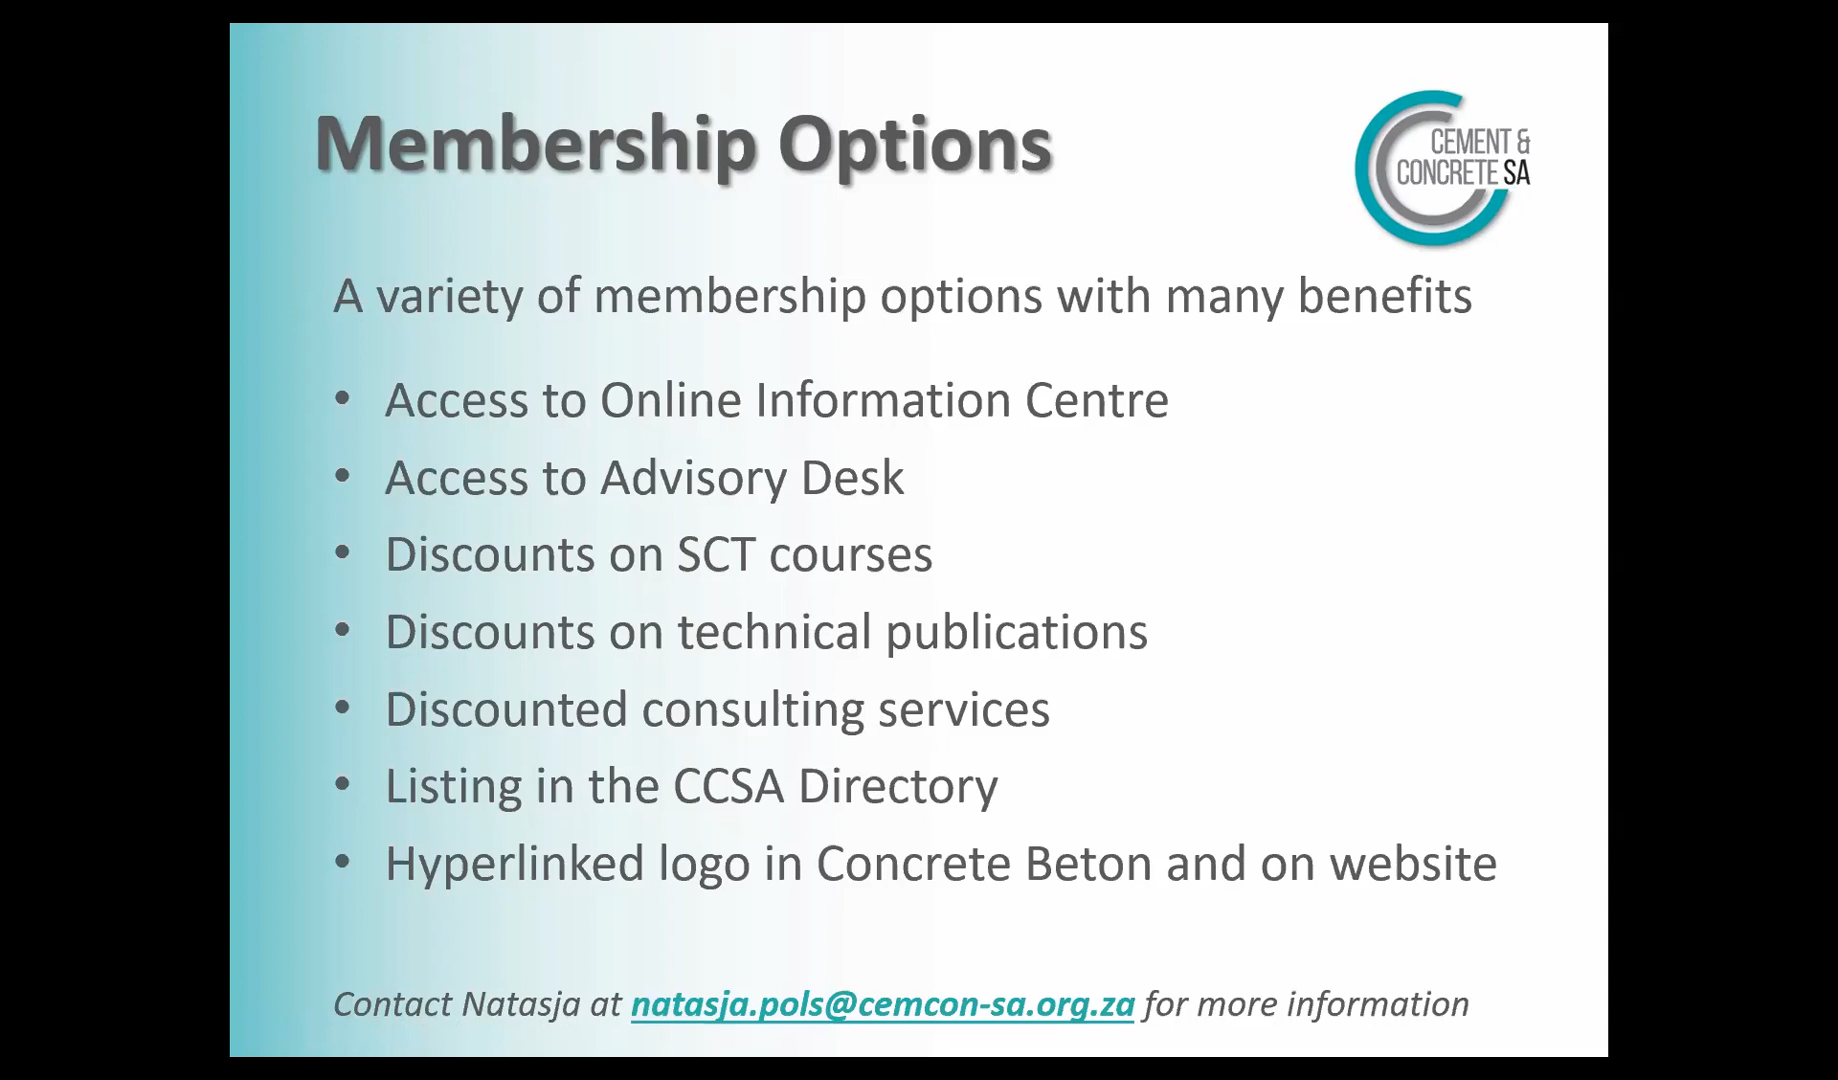 Membership Options
CEMENT &
CONCRETE SA
A variety of membership options with many benefits
• Access to Online Information Centre
• Access to Advisory Desk
• Discounts on SCT courses
• Discounts on technical publications
• Discounted consulting services
• Listing in the CCSA Directory
• Hyperlinked logo in Concrete Beton and on website
Contact Natasja at natasja.pols@cemcon-sa.org.za for more information